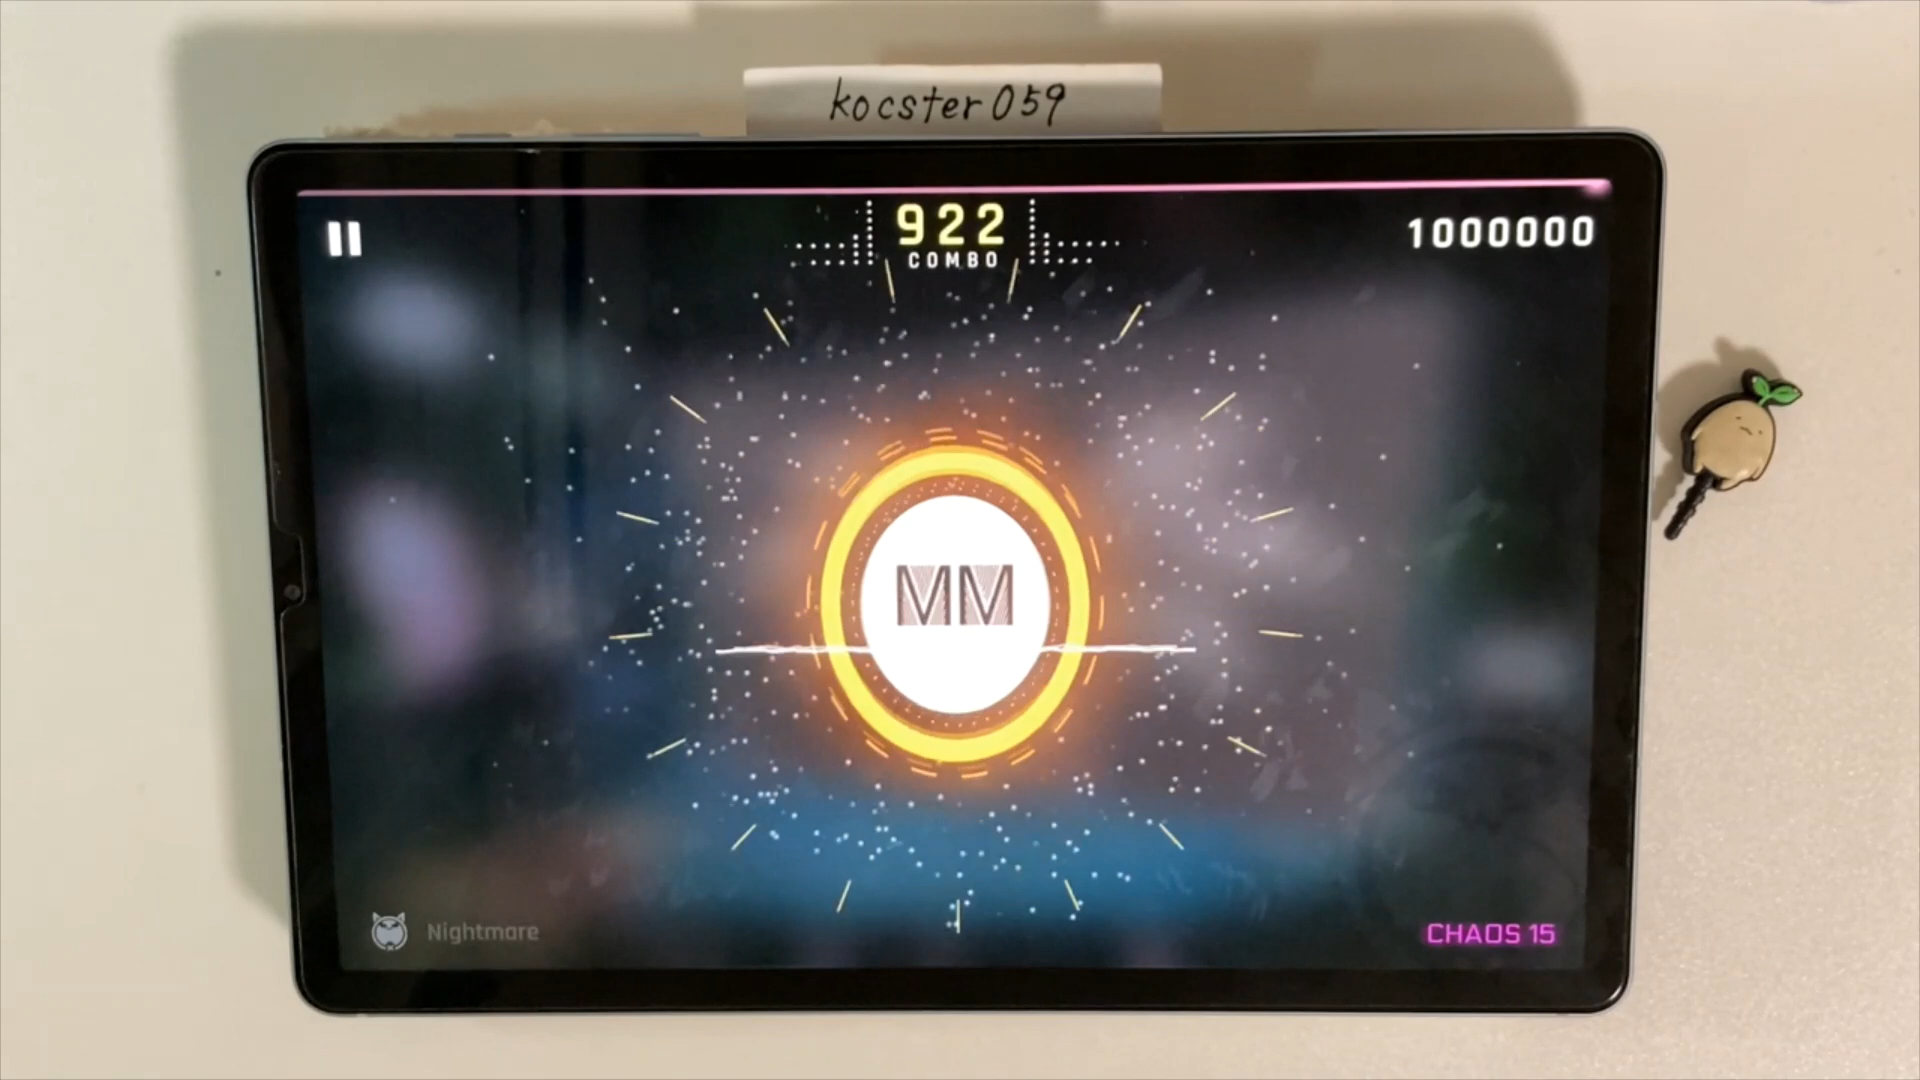 kocster059
922
COMBO
1000000
MM
Nightmare
CHAOS 15